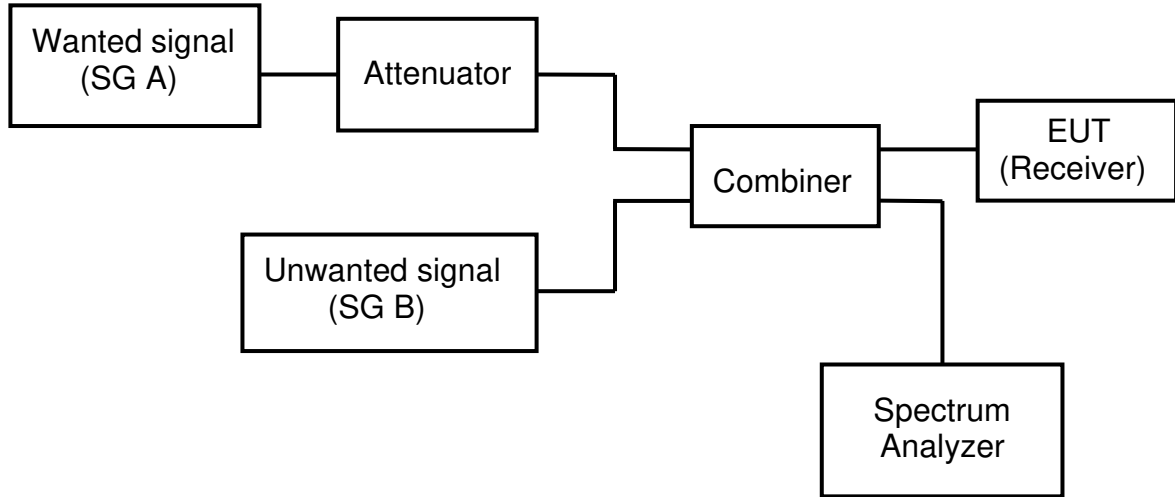 Wanted signal
(SG A)
Attenuator
EUT
(Receiver)
Combiner
Unwanted signal
(SG B)
Spectrum
Analyzer